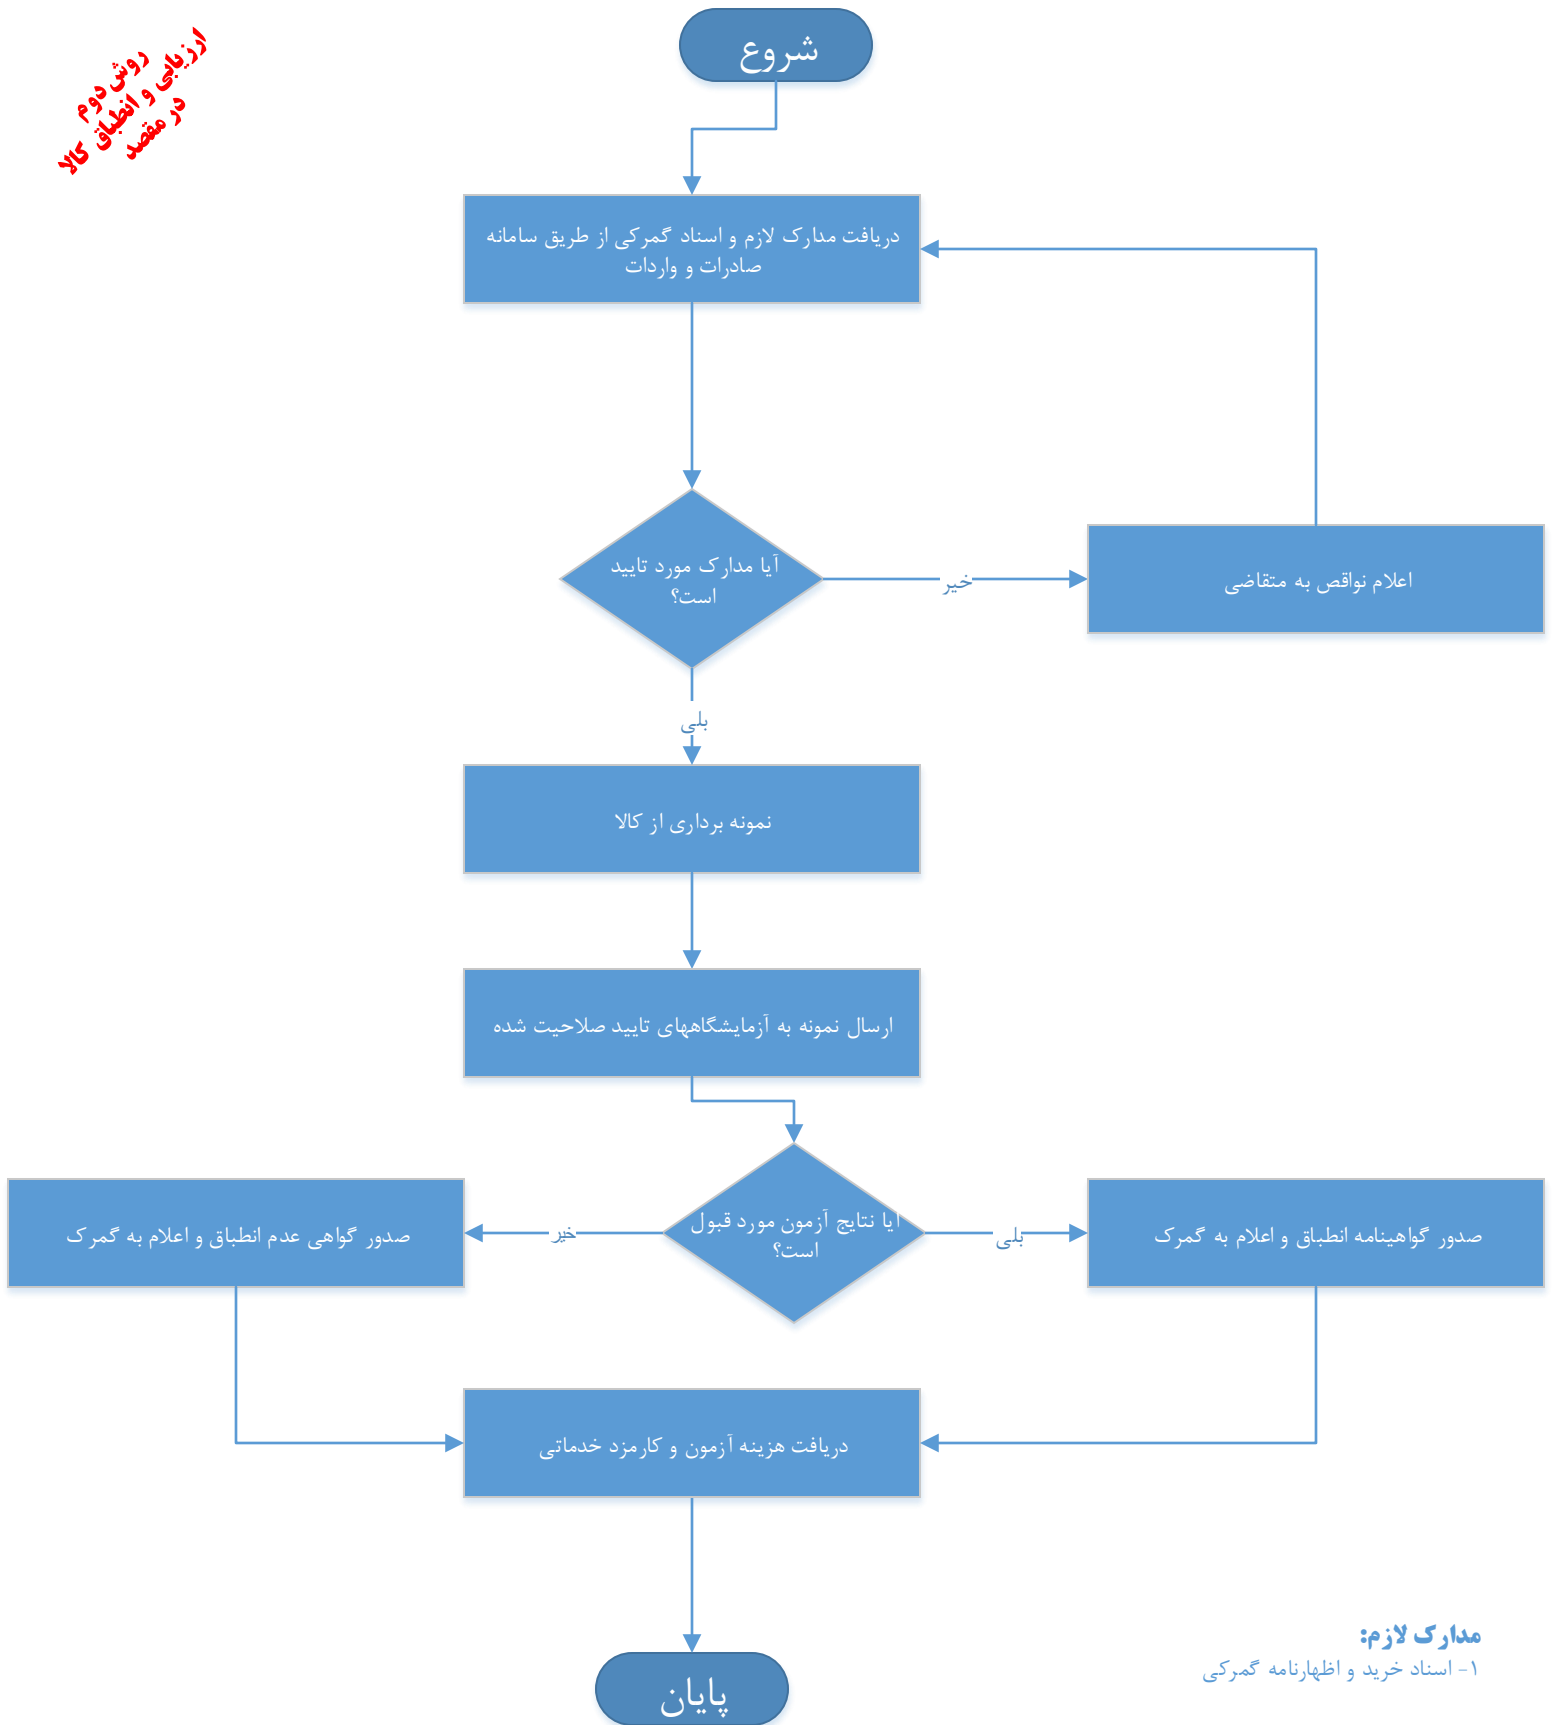 روش دوم
ارزیابی و انطباق کالا
در مقصد
شروع
دریافت مدارک لازم و اسناد گمرکی از طریق سامانه
صادرات و واردات
آیا مدارک مورد تایید
است؟
خیر
اعلام نواقص به متقاضی
بلی
نمونه برداری از کالا
ارسال نمونه به آزمایشگاههای تایید صلاحیت شده
آیا نتایج آزمون مورد قبول
است؟
بلی
صدور گواهینامه انطباق و اعلام به گمرک
خیر
صدور گواهی عدم انطباق و اعلام به گمرک
دریافت هزینه آزمون و کارمزد خدماتی
پایان
مدارک لازم:
۱- اسناد خرید و اظهارنامه گمرکی